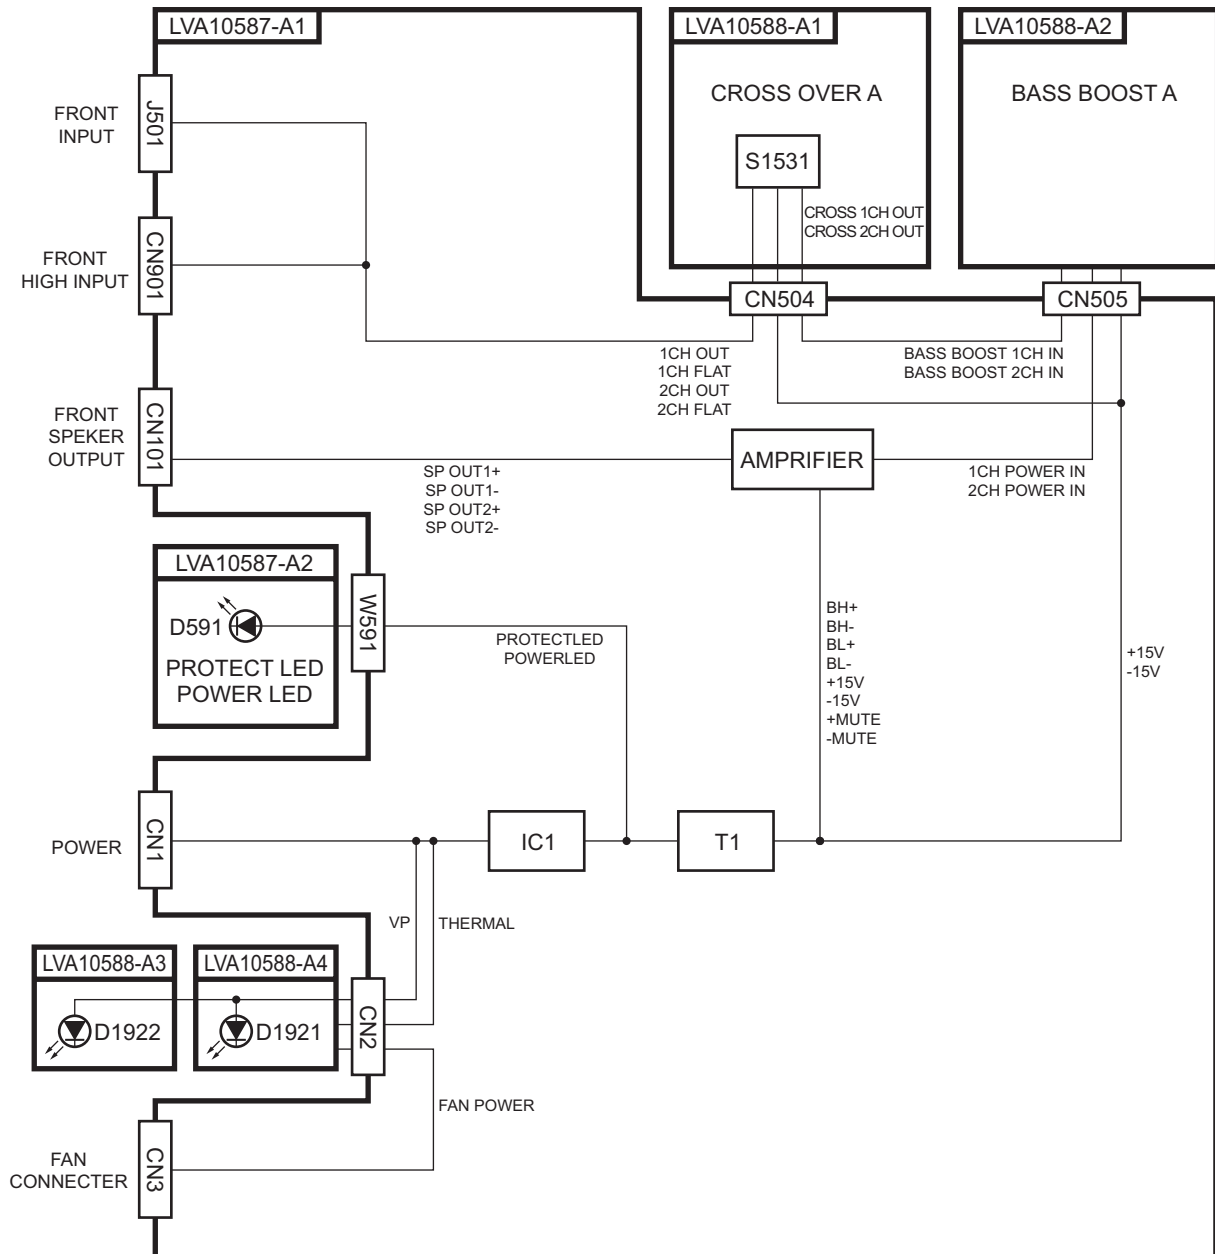 LVA10587-A1
LVA10588-A1
LVA10588-A2
CROSS OVER A
BASS BOOST A
FRONT
INPUT
J501
S1531
CROSS 1CH OUT
CROSS 2CH OUT
FRONT
HIGH INPUT
CN901
CN504
CN505
1CH OUT
1CH FLAT
2CH OUT
2CH FLAT
BASS BOOST 1CH IN
BASS BOOST 2CH IN
FRONT
SPEKER
OUTPUT
CN101
SP OUT1+
SP OUT1-
SP OUT2+
SP OUT2-
AMPRIFIER
1CH POWER IN
2CH POWER IN
LVA10587-A2
D591
PROTECT LED
POWER LED
W591
PROTECTLED
POWERLED
BH+
BH-
BL+
BL-
+15V
-15V
+MUTE
-MUTE
+15V
-15V
POWER
CN1
IC1
T1
VP
THERMAL
LVA10588-A3
LVA10588-A4
D1922
D1921
CN2
FAN POWER
FAN
CONNECTER
CN3